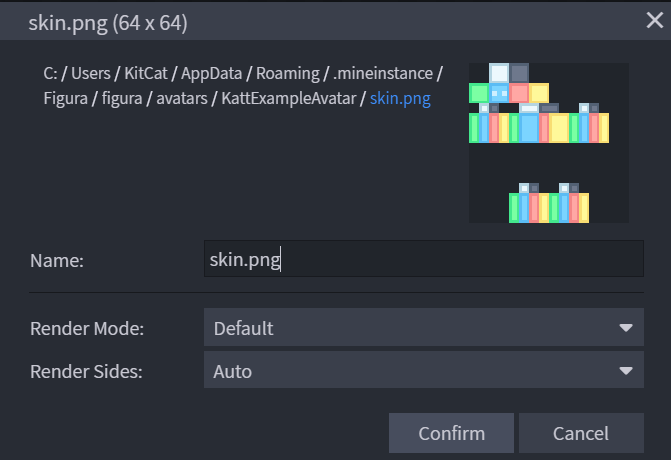 skin.png (64 x 64)
C: / Users / KitCat / AppData / Roaming / .mineinstance /
Figura / figura / avatars / KattExampleAvatar / skin.png
Name: skin.png
Render Mode: Default
Render Sides: Auto
Confirm Cancel